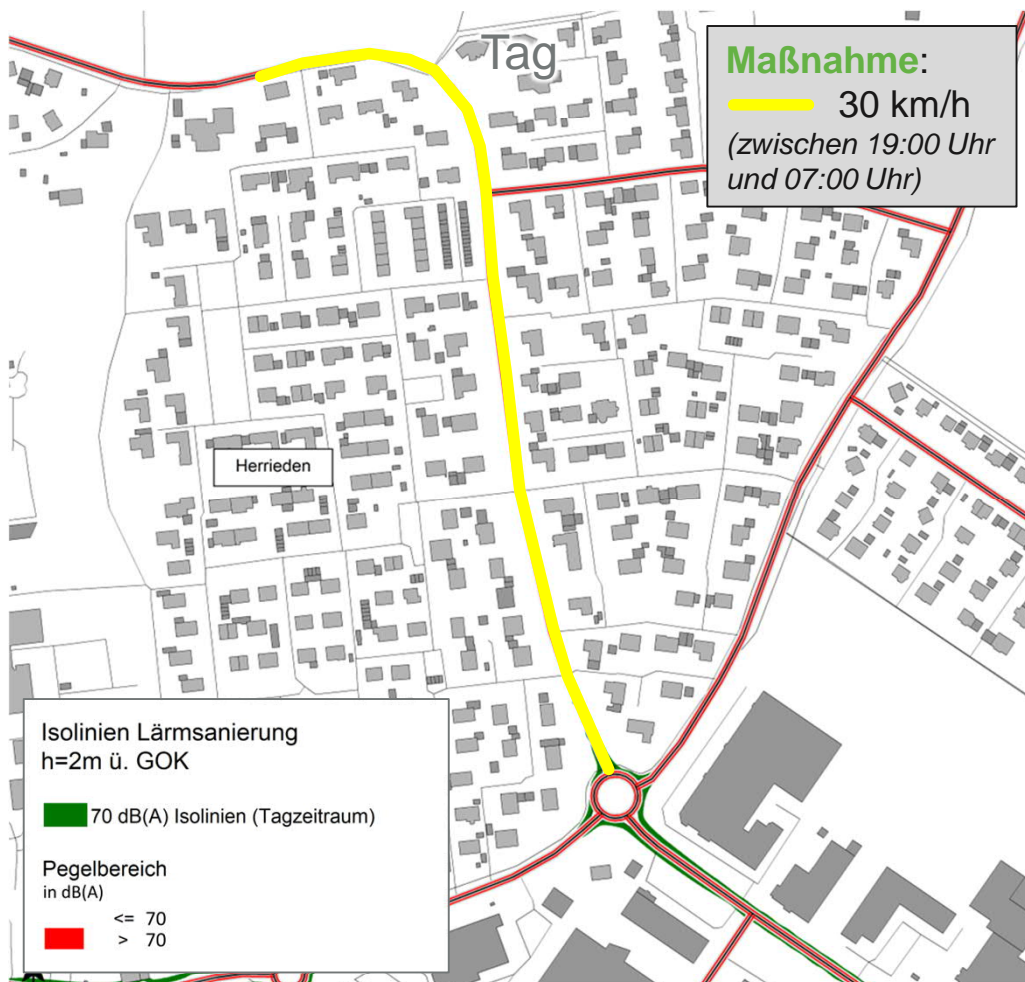 Tag
Maßnahme:
30 km/h
(zwischen 19:00 Uhr
und 07:00 Uhr)
Herrieden
Isolinien Lärmsanierung
h=2m ü. GOK
70 dB(A) Isolinien (Tagzeitraum)
Pegelbereich
in dB(A)
<= 70
> 70